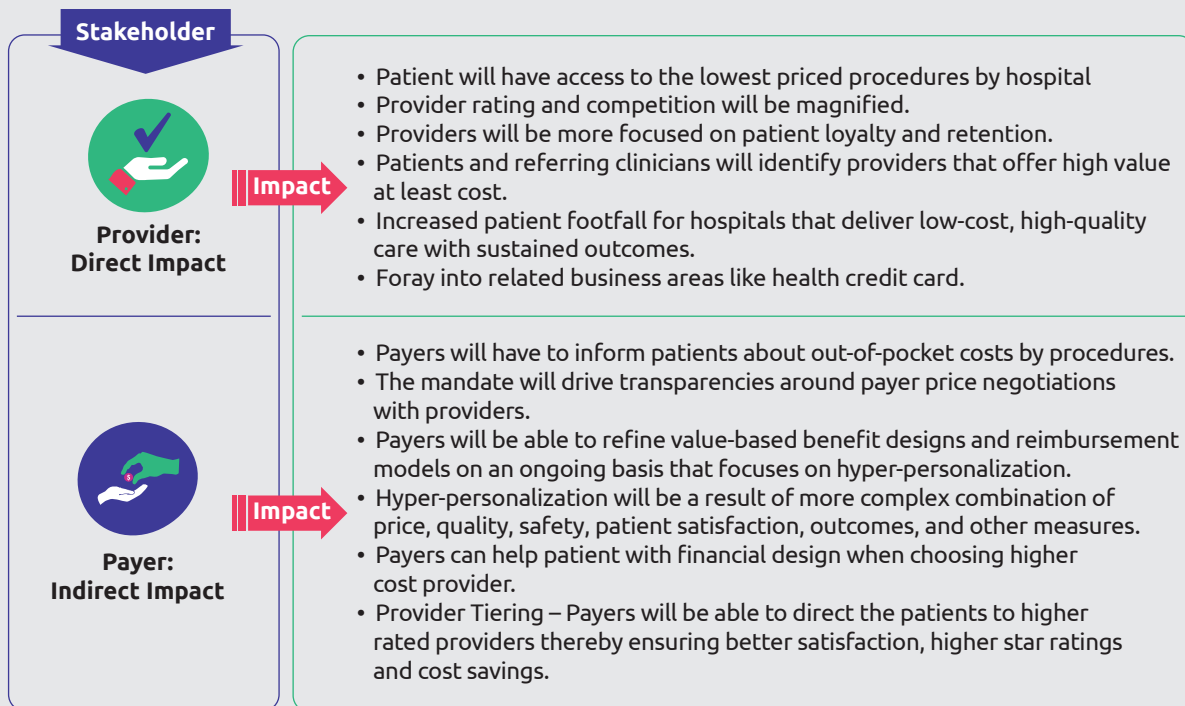 Stakeholder
Provider:
Direct Impact
Impact
• Patient will have access to the lowest priced procedures by hospital
• Provider rating and competition will be magnified.
• Providers will be more focused on patient loyalty and retention.
• Patients and referring clinicians will identify providers that offer high value
at least cost.
• Increased patient footfall for hospitals that deliver low-cost, high-quality
care with sustained outcomes.
• Foray into related business areas like health credit card.
Payer:
Indirect Impact
Impact
• Payers will have to inform patients about out-of-pocket costs by procedures.
• The mandate will drive transparencies around payer price negotiations
with providers.
• Payers will be able to refine value-based benefit designs and reimbursement
models on an ongoing basis that focuses on hyper-personalization.
• Hyper-personalization will be a result of more complex combination of
price, quality, safety, patient satisfaction, outcomes, and other measures.
• Payers can help patient with financial design when choosing higher
cost provider.
• Provider Tiering – Payers will be able to direct the patients to higher
rated providers thereby ensuring better satisfaction, higher star ratings
and cost savings.